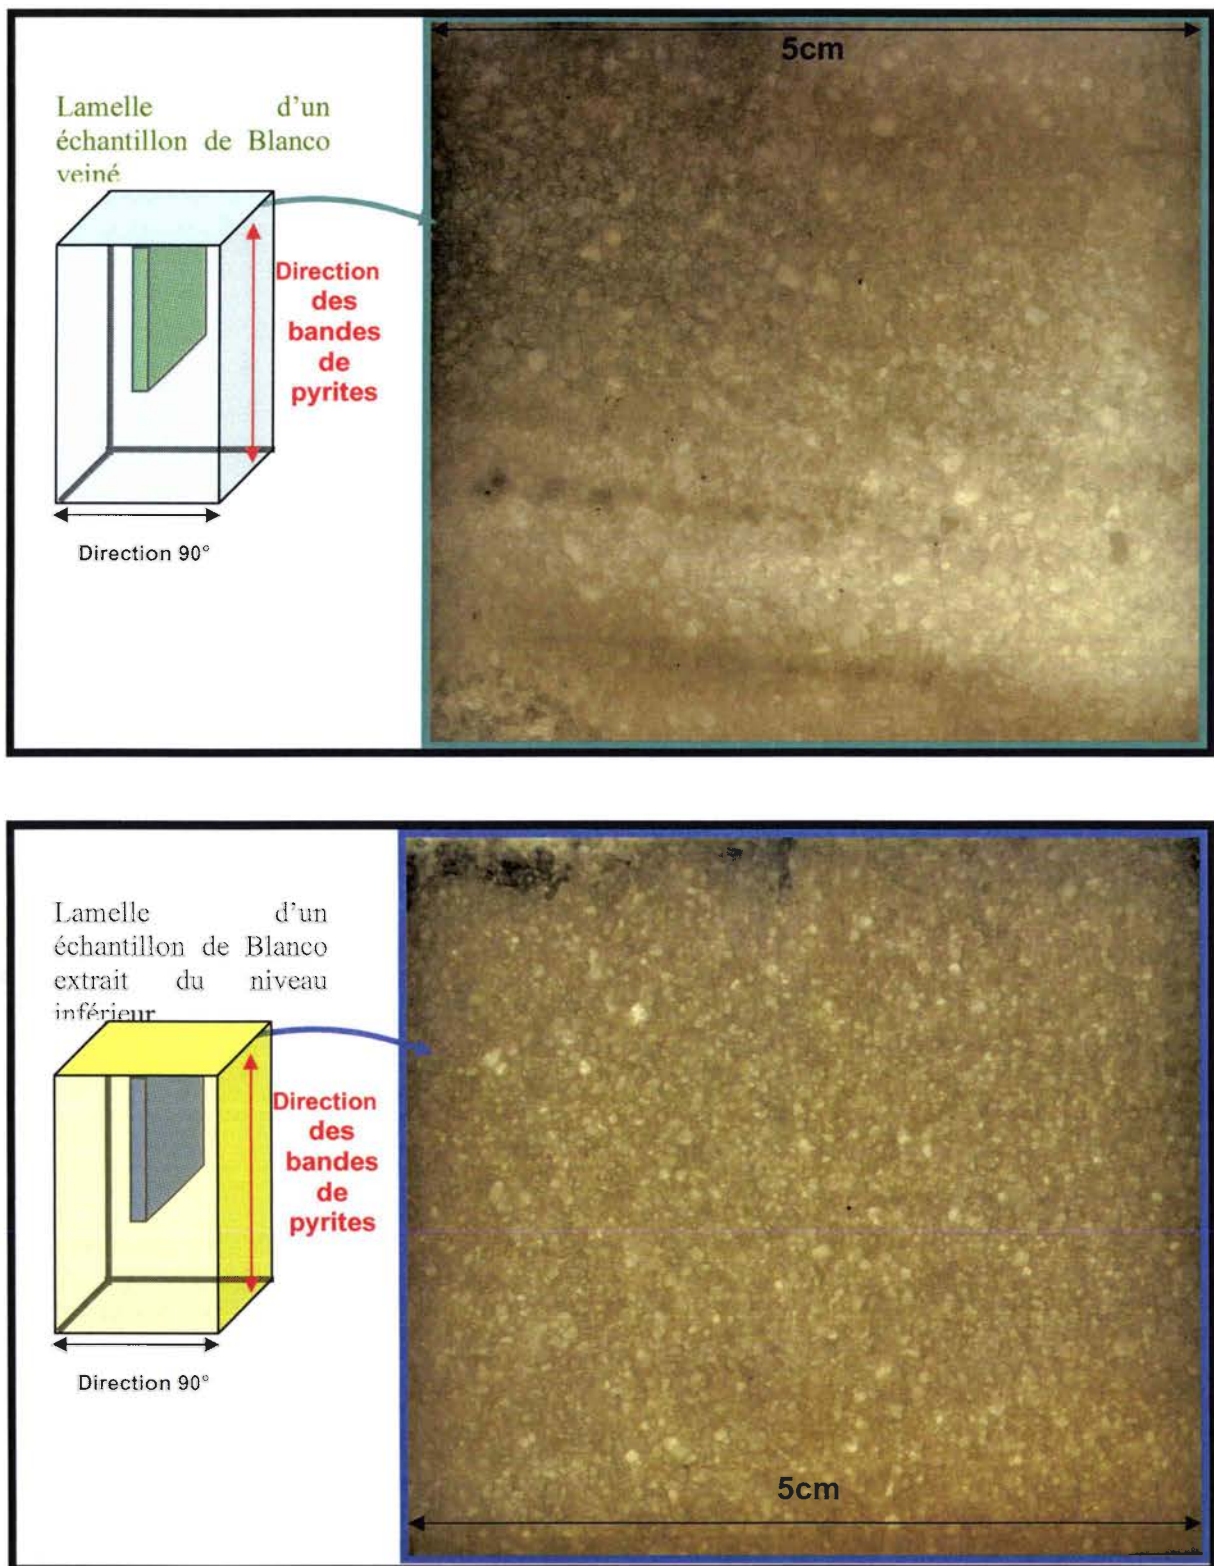 5cm
Lamelle d'un
échantillon de Blanco
veiné
Direction
des
bandes
de
pyrites
Direction 90°
Lamelle d'un
échantillon de Blanco
extrait du niveau
inférieur
Direction
des
bandes
de
pyrites
Direction 90°
5cm